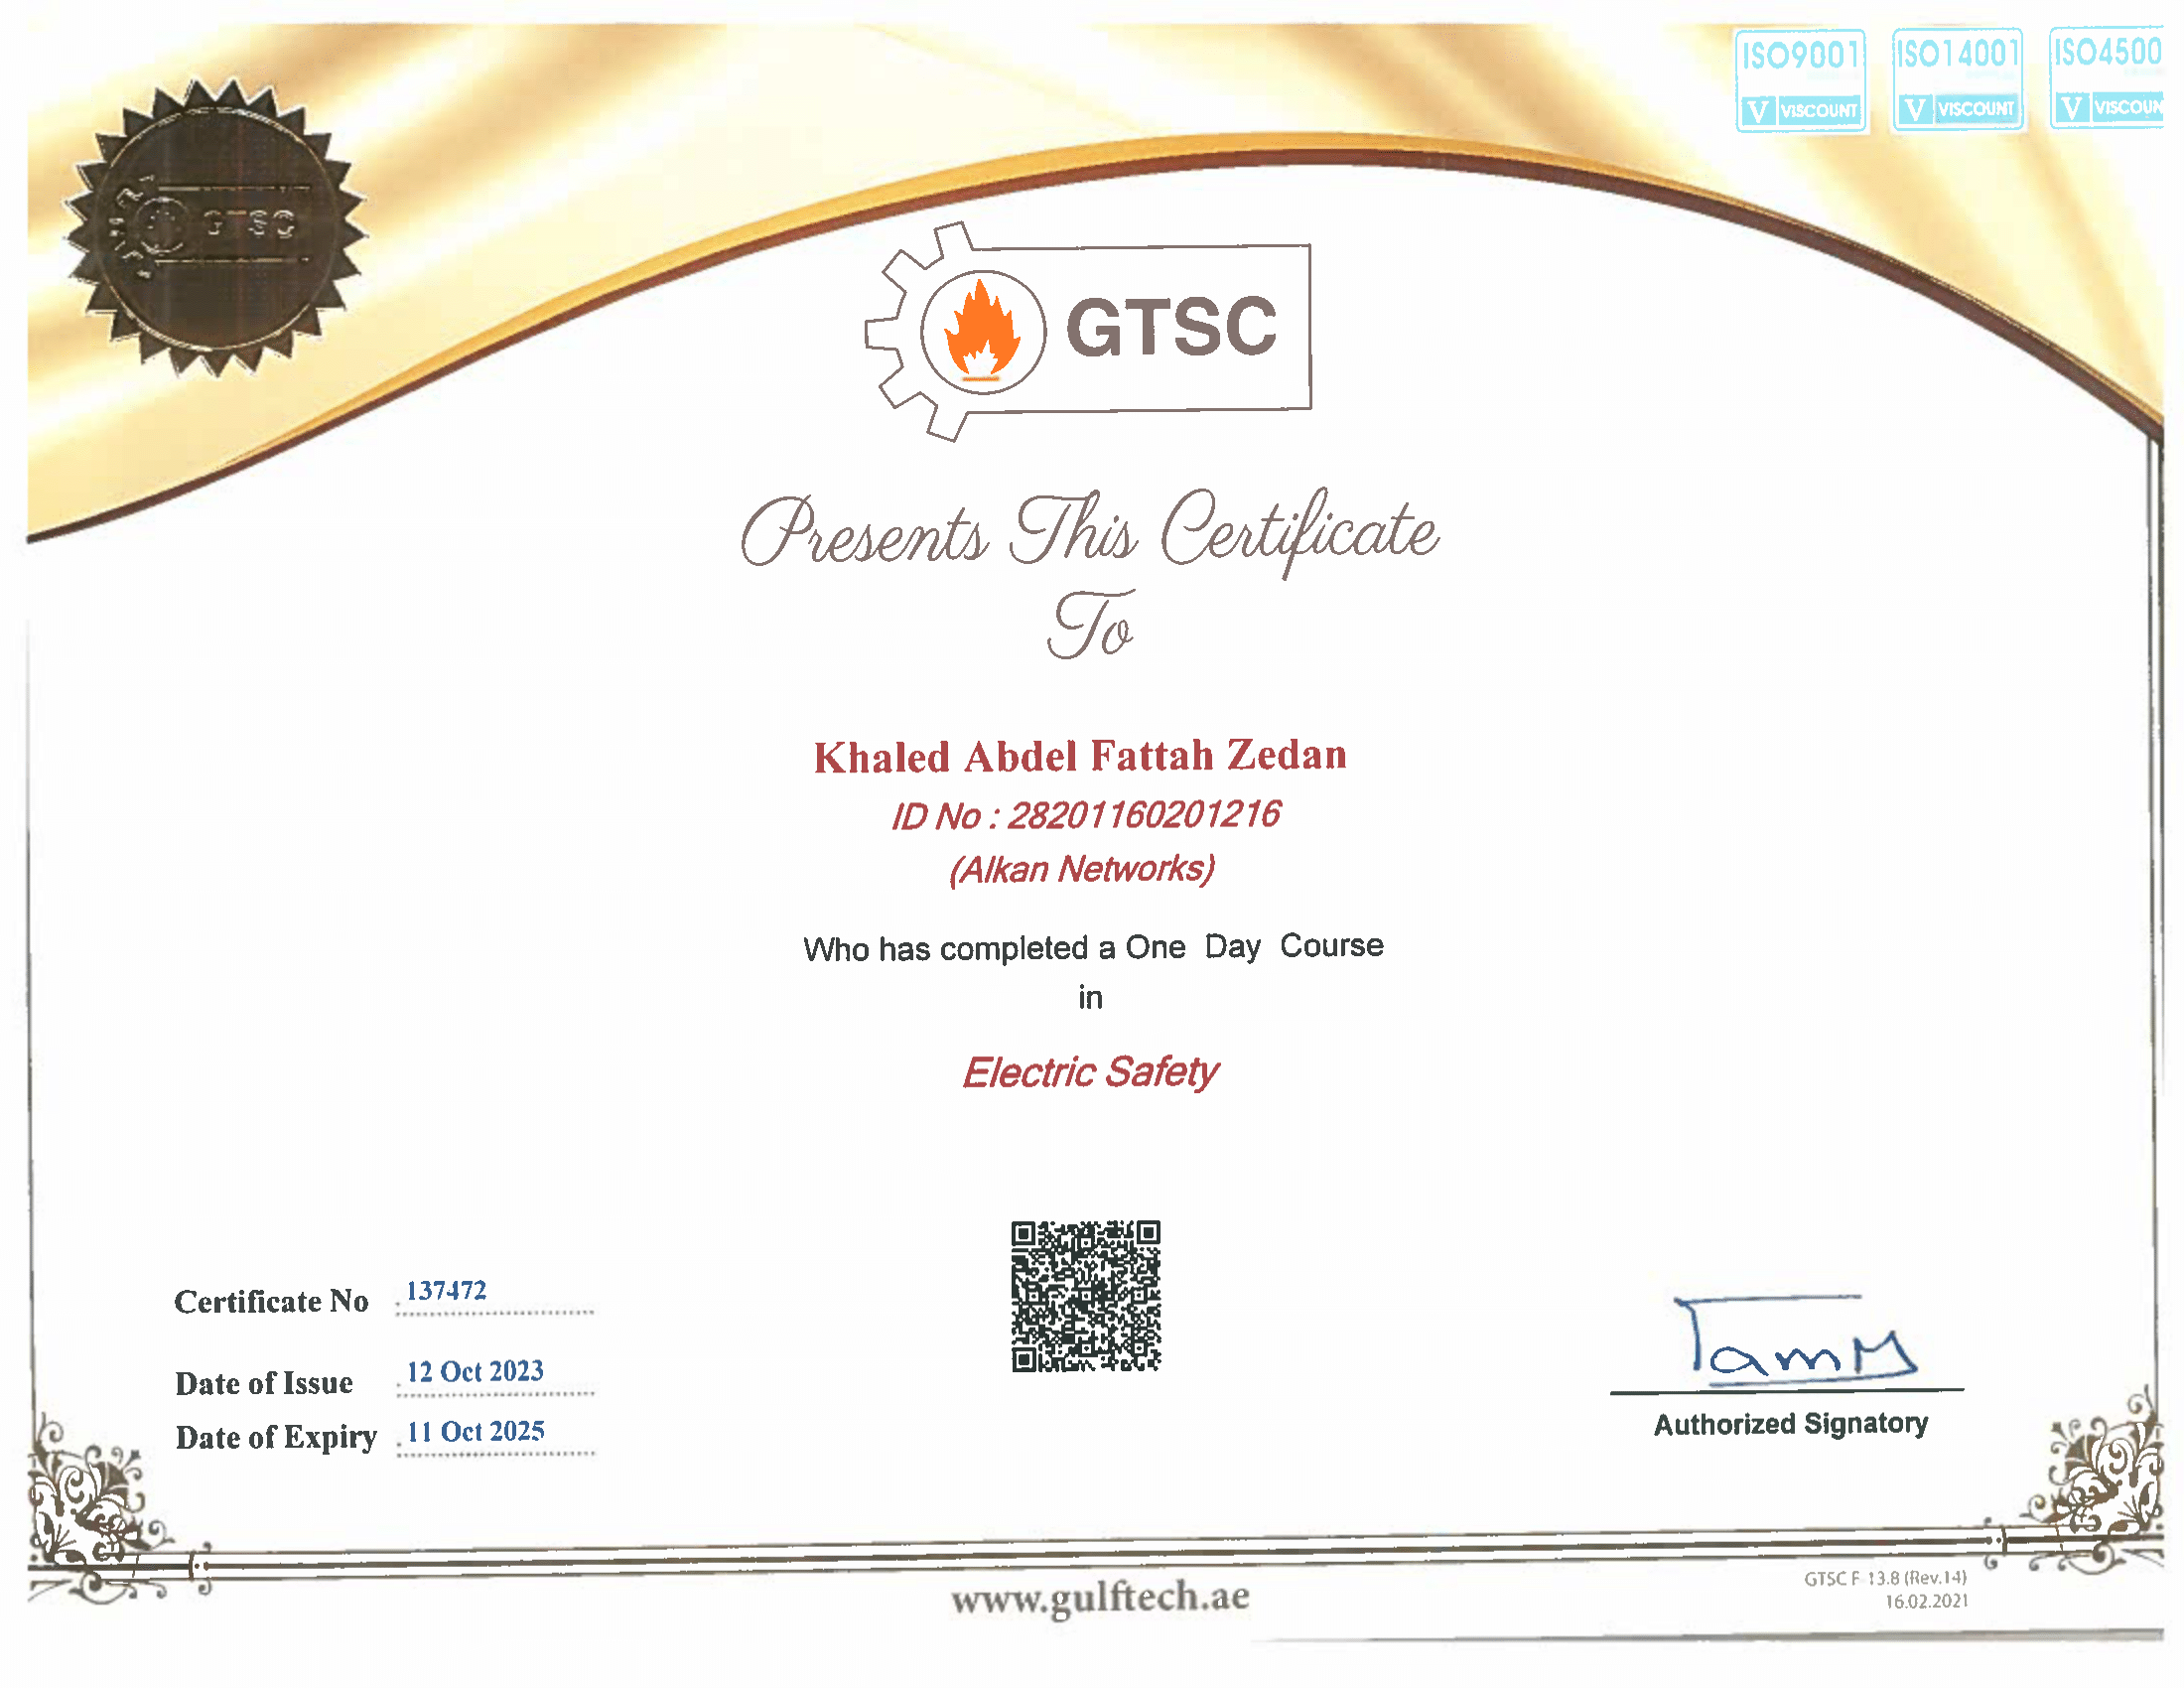 ISO9001 ISO14001 ISO4500
V VISCOUNT V VISCOUNT V VISCOUN
GTSC
GTSC
Presents This Certificate
To
Khaled Abdel Fattah Zedan
ID No : 28201160201216
(Alkan Networks)
Who has completed a One Day Course
in
Electric Safety
Certificate No : 137472
Date of Issue : 12 Oct 2023
Date of Expiry : 11 Oct 2025
Authorized Signatory
www.gulftech.ae
GTSC F-13.8 (Rev.14)
16.02.2021